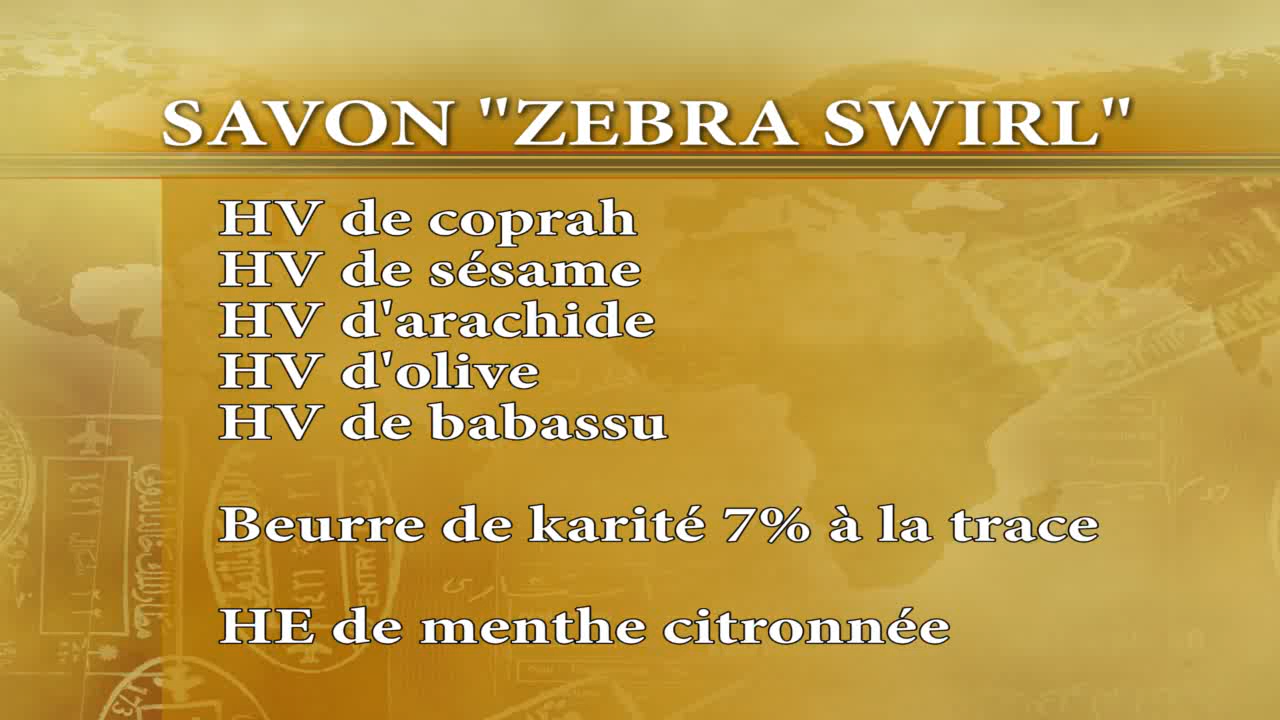 SAVON "ZEBRA SWIRL"
HV de coprah
HV de sésame
HV d'arachide
HV d'olive
HV de babassu
Beurre de karité 7% à la trace
HE de menthe citronnée